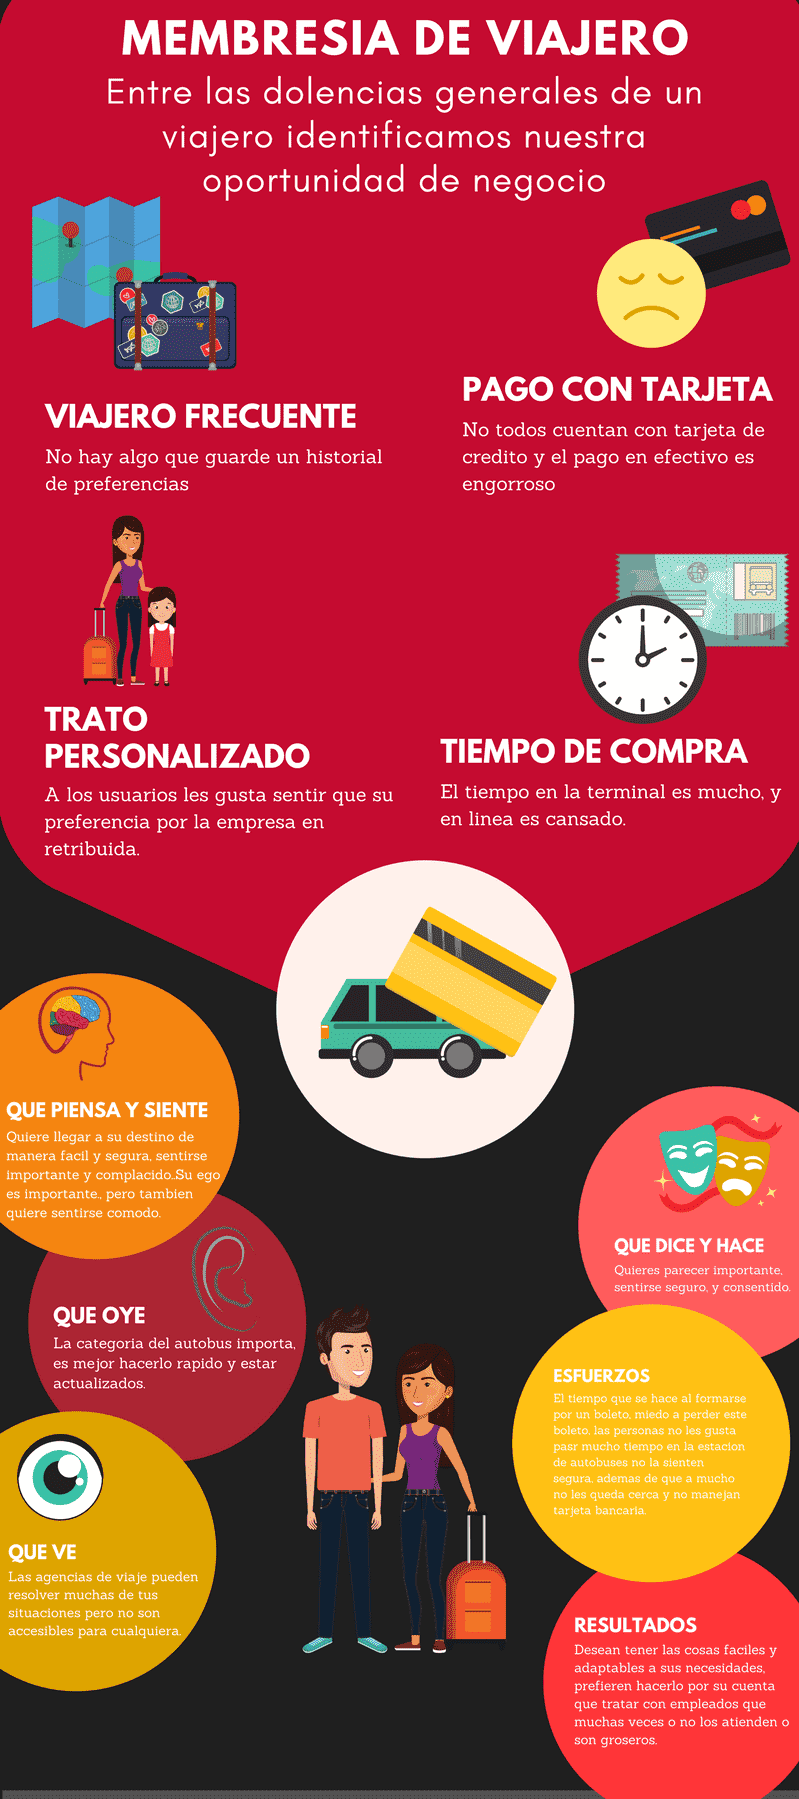 MEMBRESIA DE VIAJERO
Entre las dolencias generales de un
viajero identificamos nuestra
oportunidad de negocio
VIAJERO FRECUENTE
No hay algo que guarde un historial
de preferencias
PAGO CON TARJETA
No todos cuentan con tarjeta de
credito y el pago en efectivo es
engorroso
TRATO
PERSONALIZADO
A los usuarios les gusta sentir que su
preferencia por la empresa en
retribuida.
TIEMPO DE COMPRA
El tiempo en la terminal es mucho, y
en linea es cansado.
QUE PIENSA Y SIENTE
Quiere llegar a su destino de
manera facil y segura, sentirse
importante y complacido..Su ego
es importante., pero tambien
quiere sentirse comodo.
QUE DICE Y HACE
Quieres parecer importante,
sentirse seguro, y consentido.
QUE OYE
La categoria del autobus importa,
es mejor hacerlo rapido y estar
actualizados.
ESFUERZOS
El tiempo que se hace al formarse
por un boleto, miedo a perder este
boleto, las personas no les gusta
pasr mucho tiempo en la estacion
de autobuses no la sienten
segura, ademas de que a mucho
no les queda cerca y no manejan
tarjeta bancaria.
QUE VE
Las agencias de viaje pueden
resolver muchas de tus
situaciones pero no son
accesibles para cualquiera.
RESULTADOS
Desean tener las cosas faciles y
adaptables a sus necesidades,
prefieren hacerlo por su cuenta
que tratar con empleados que
muchas veces o no los atienden o
son groseros.